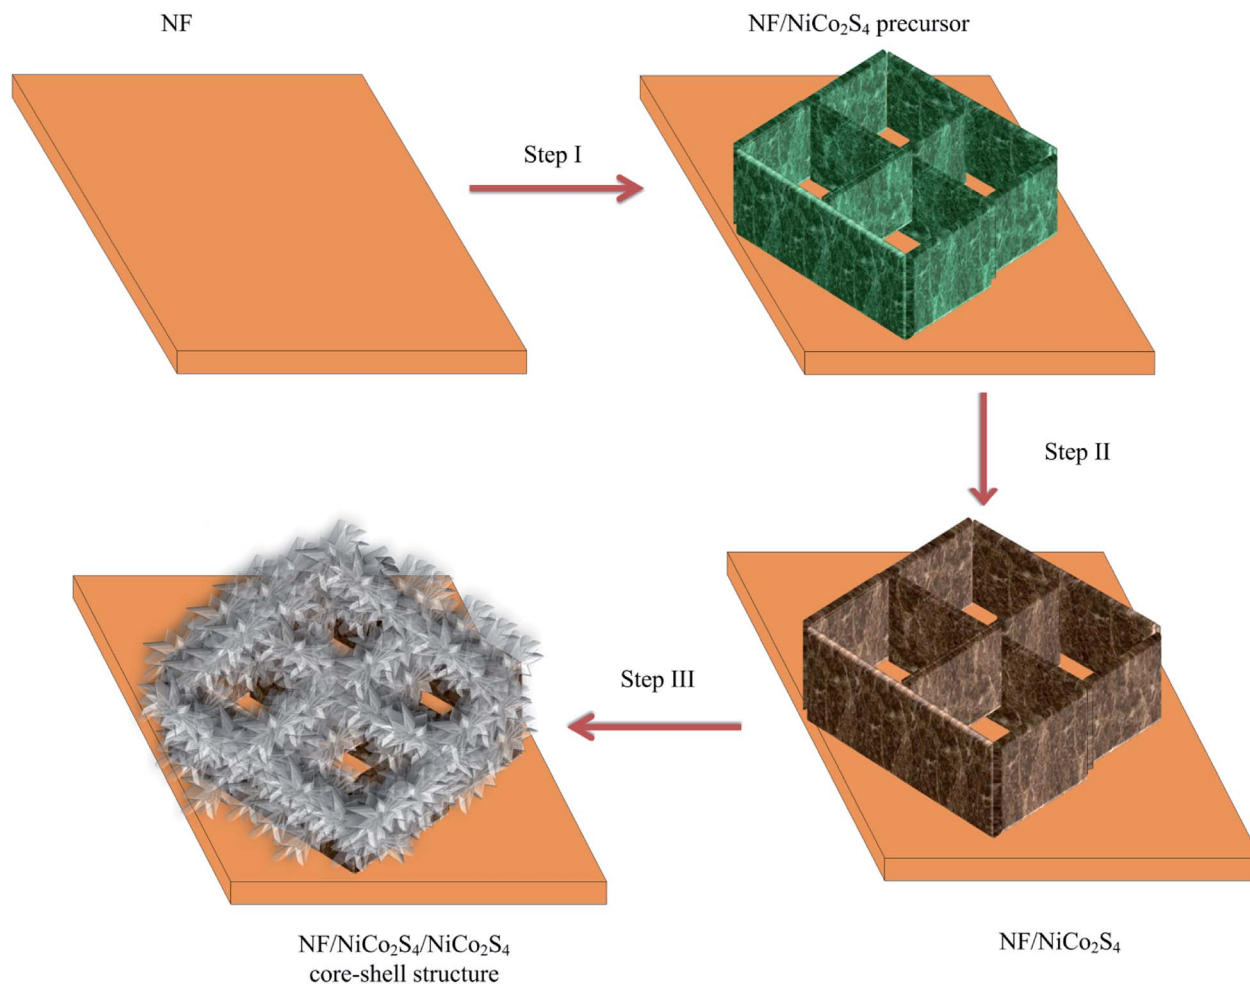 NF
NF/NiCo₂S₄ precursor
Step I
Step II
Step III
NF/NiCo₂S₄
NF/NiCo₂S₄/NiCo₂S₄
core-shell structure